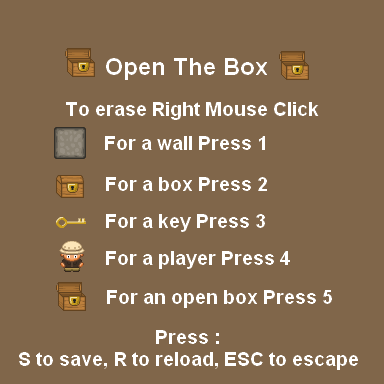 Open The Box
To erase Right Mouse Click
For a wall Press 1
For a box Press 2
For a key Press 3
For a player Press 4
For an open box Press 5
Press :
S to save, R to reload, ESC to escape